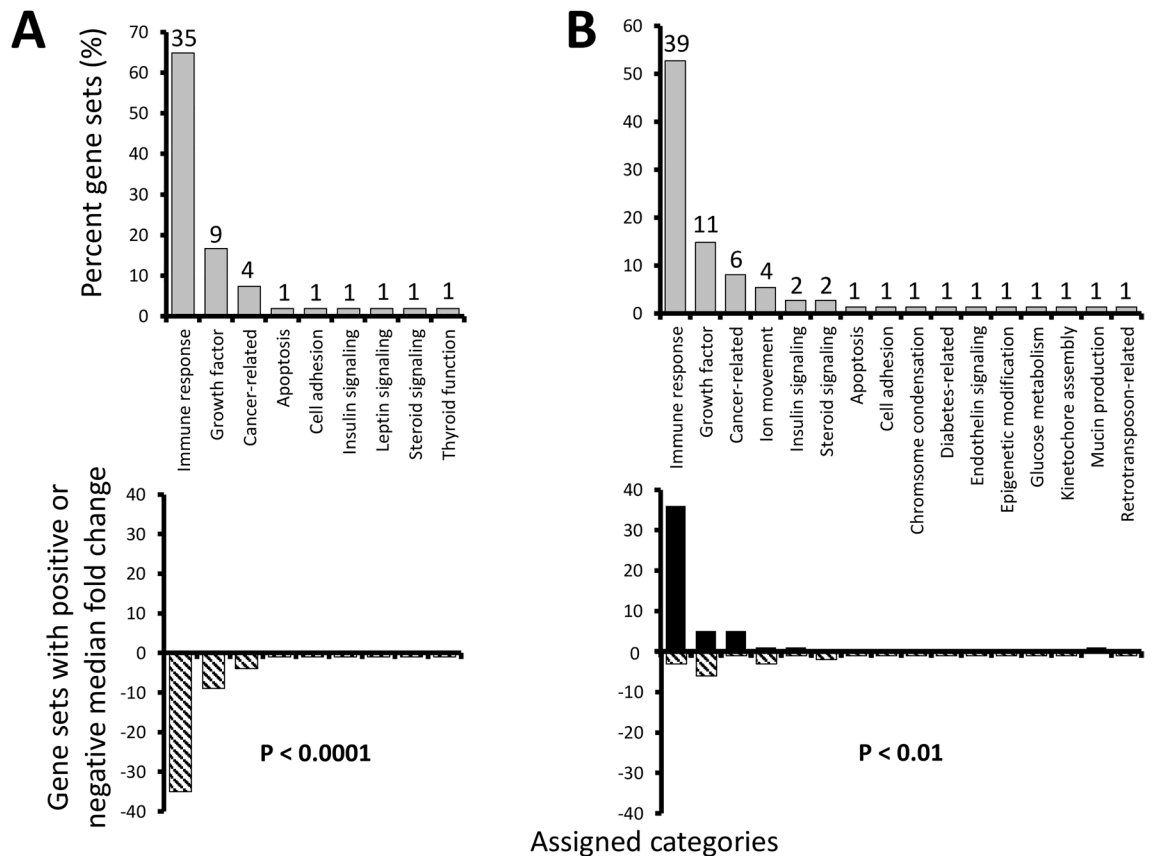 A
Percent gene sets (%)
70
60
50
40
30
20
10
0
35
9
4
1
1
1
1
1
1
Immune response
Growth factor
Cancer-related
Apoptosis
Cell adhesion
Insulin signaling
Leptin signaling
Steroid signaling
Thyroid function
B
60
50
40
30
20
10
0
39
11
6
4
2
2
1
1
1
1
1
1
1
1
1
1
Immune response
Growth factor
Cancer-related
Ion movement
Insulin signaling
Steroid signaling
Apoptosis
Cell adhesion
Chromsome condensation
Diabetes-related
Endothelin signaling
Epigenetic modification
Glucose metabolism
Kinetochore assembly
Mucin production
Retrotransposon-related
Gene sets with positive or
negative median fold change
40
30
20
10
0
-10
-20
-30
-40
P < 0.0001
40
30
20
10
0
-10
-20
-30
-40
P < 0.01
Assigned categories